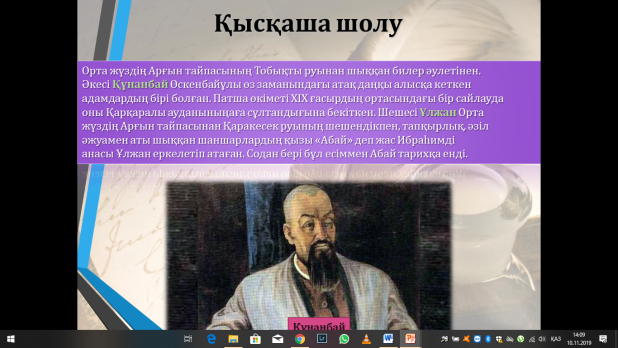 Қысқаша шолу
Орта жүздің Арғын тайпасының Тобықты руынан шыққан билер әулетінен.
Әкесі Құнанбай Өскенбайұлы өз заманындағы атақ даңқы алысқа кеткен
адамдардың бірі болған. Патша өкіметі XIX ғасырдың ортасындағы бір сайлауда
оны Қарқаралы ауданыныңаға сұлтандығына бекіткен. Шешесі Ұлжан Орта
жүздің Арғын тайпасынан Қаракесек руының шешендікпен, тапқырлық, әзіл
әжуамен аты шыққан шаншарлардың қызы «Абай» деп жас Ибраһимді
анасы Ұлжан еркелетіп атаған. Содан бері бұл есіммен Абай тарихқа енді.
Құнанбай
ҚАЗ
14:09
10.11.2019